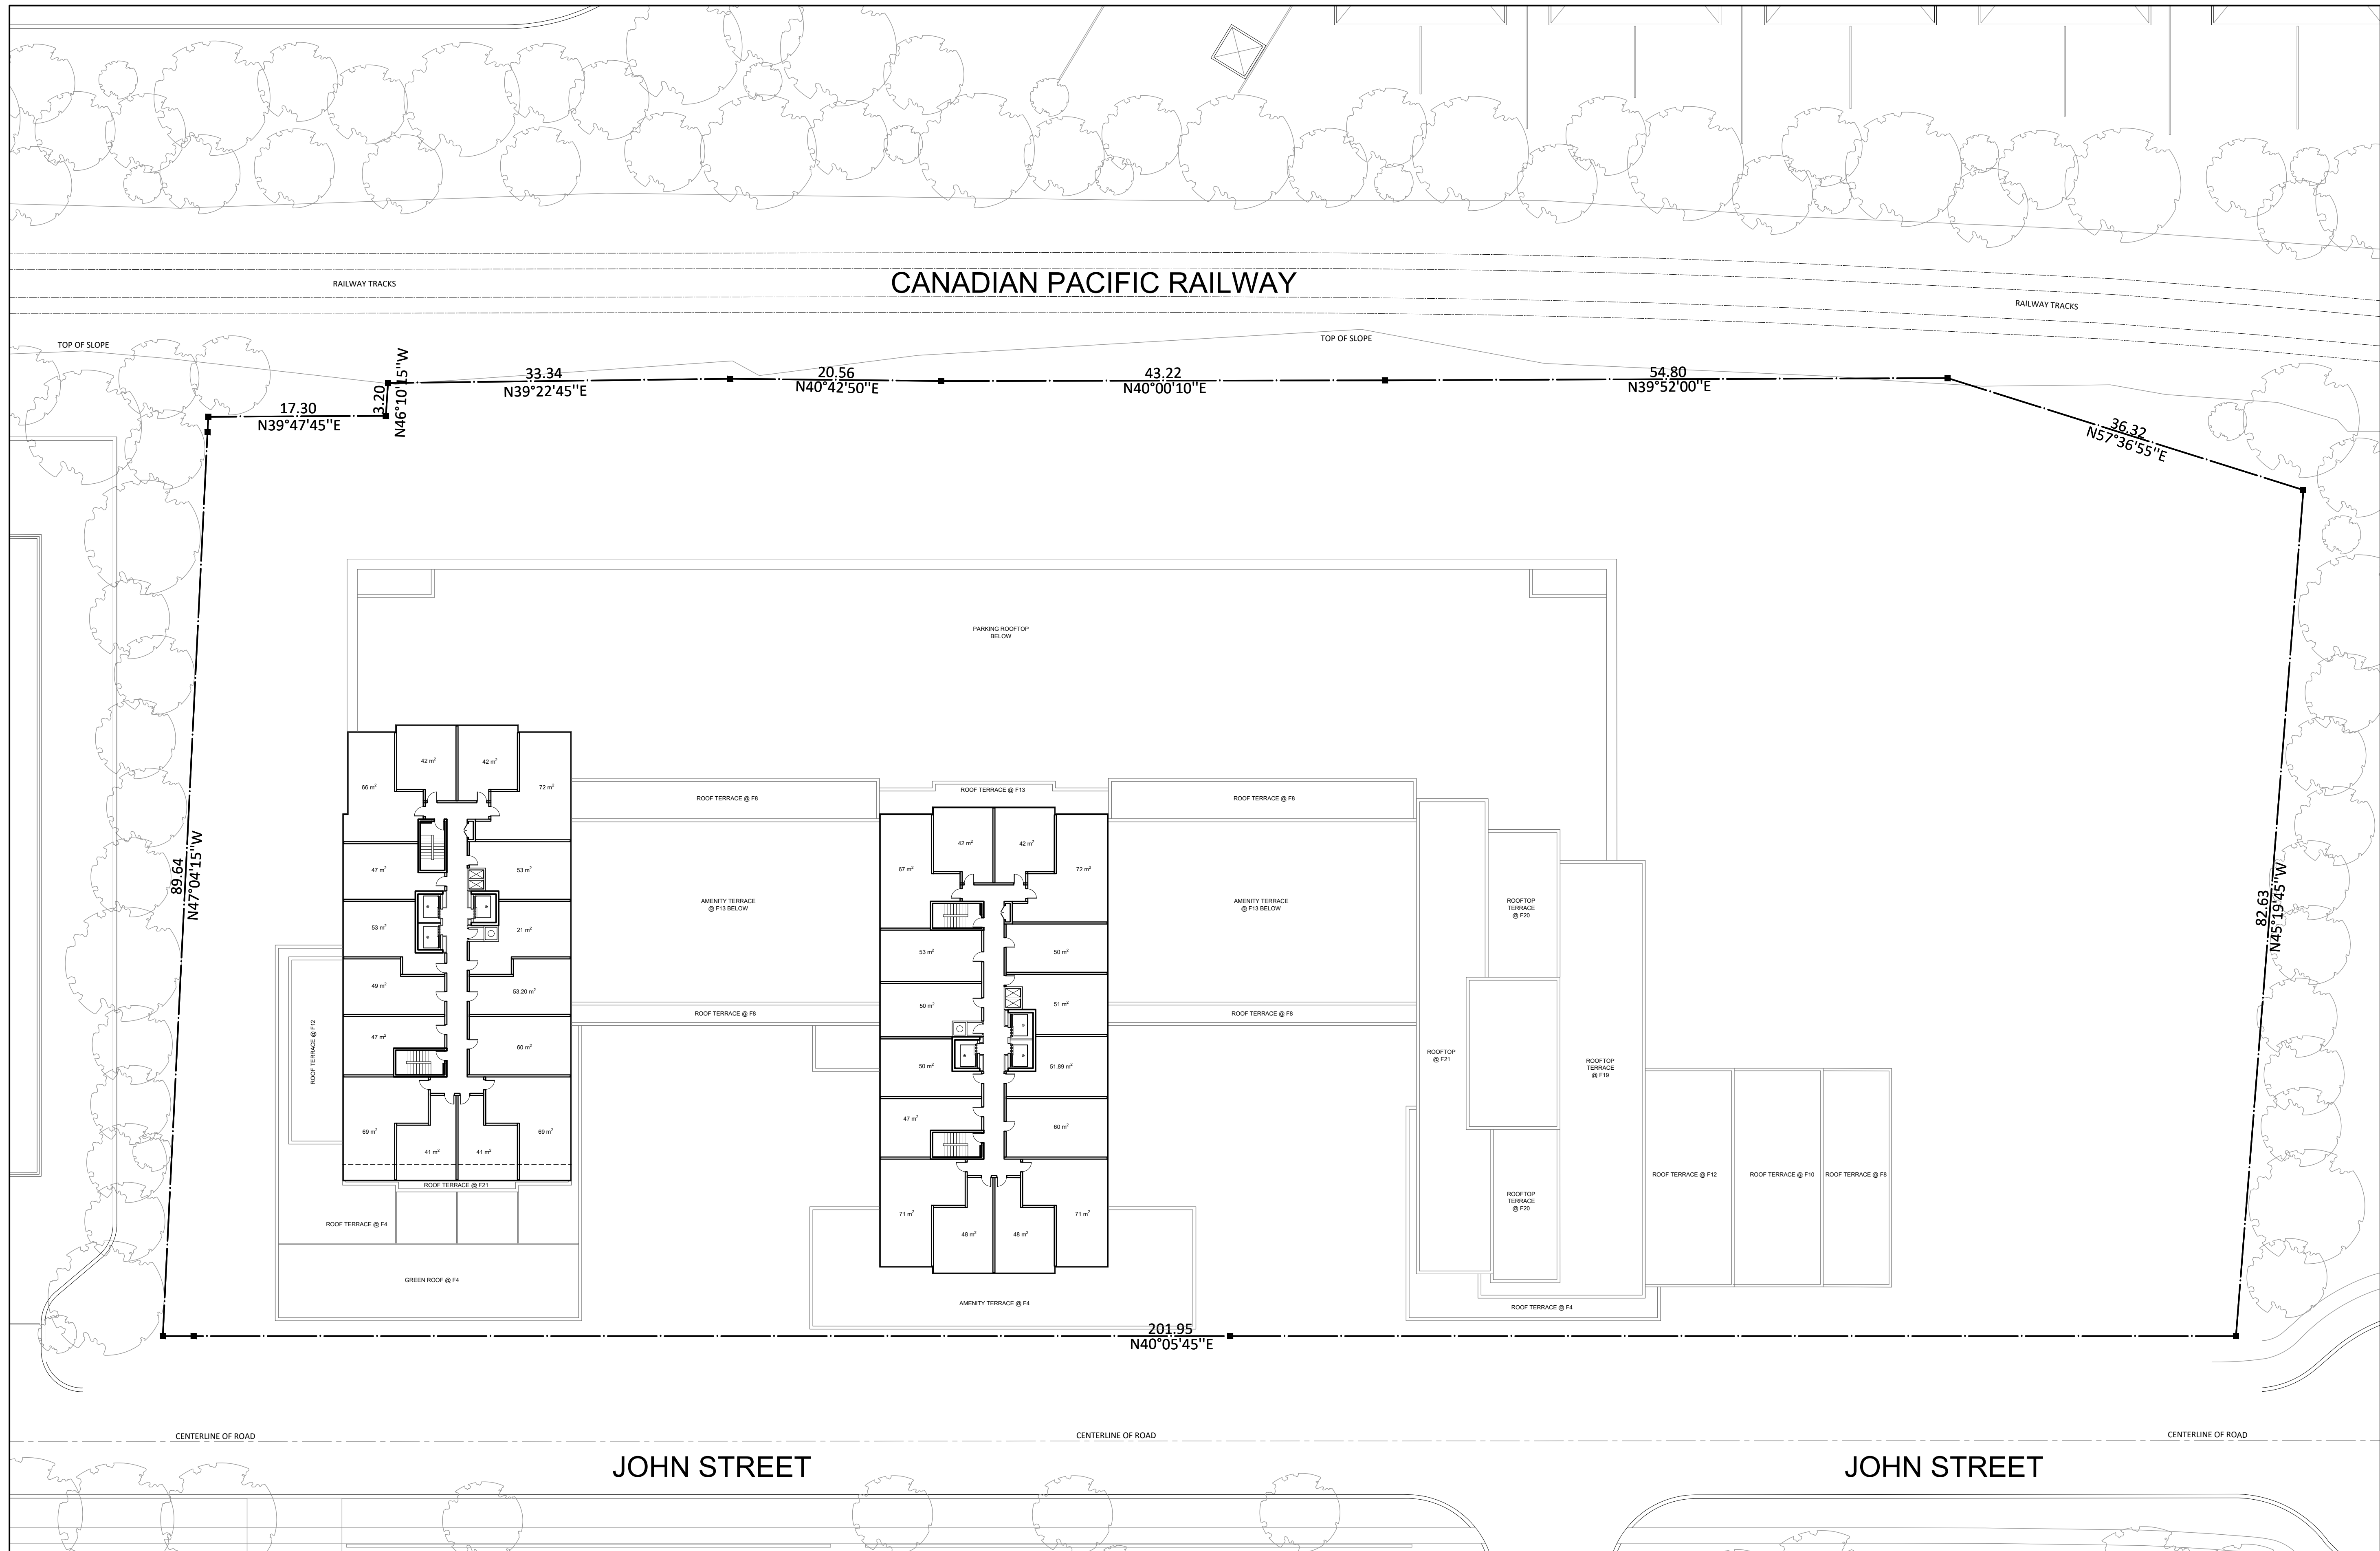 CANADIAN PACIFIC RAILWAY
RAILWAY TRACKS
RAILWAY TRACKS
TOP OF SLOPE
TOP OF SLOPE
17.30
N39°47'45''E
3.20
N46°10'15''W
33.34
N39°22'45''E
20.56
N40°42'50''E
43.22
N40°00'10''E
54.80
N39°52'00''E
36.32
N57°36'55''E
89.64
N47°04'15''W
82.63
N45°19'45''W
PARKING ROOFTOP
BELOW
42 m²
42 m²
66 m²
72 m²
47 m²
53 m²
53 m²
21 m²
49 m²
53.20 m²
47 m²
60 m²
69 m²
69 m²
41 m²
41 m²
ROOF TERRACE @ F12
ROOF TERRACE @ F21
ROOF TERRACE @ F4
GREEN ROOF @ F4
ROOF TERRACE @ F8
AMENITY TERRACE
@ F13 BELOW
ROOF TERRACE @ F8
ROOF TERRACE @ F13
42 m²
42 m²
67 m²
72 m²
53 m²
50 m²
50 m²
51 m²
50 m²
51.89 m²
47 m²
60 m²
71 m²
71 m²
48 m²
48 m²
AMENITY TERRACE @ F4
ROOF TERRACE @ F8
AMENITY TERRACE
@ F13 BELOW
ROOF TERRACE @ F8
ROOFTOP
TERRACE
@ F20
ROOFTOP
@ F21
ROOFTOP
TERRACE
@ F19
ROOFTOP
TERRACE
@ F20
ROOF TERRACE @ F12
ROOF TERRACE @ F10
ROOF TERRACE @ F8
ROOF TERRACE @ F4
201.95
N40°05'45''E
CENTERLINE OF ROAD
CENTERLINE OF ROAD
CENTERLINE OF ROAD
JOHN STREET
JOHN STREET